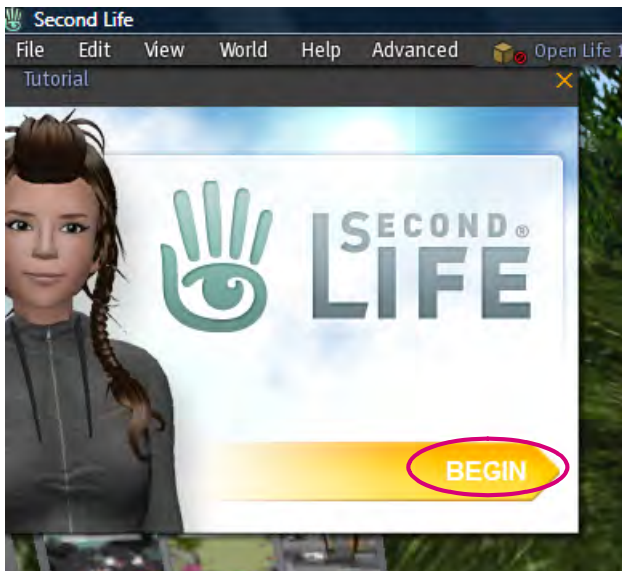 Second Life
File Edit View World Help Advanced Open Life
Tutorial
SECOND®
LIFE
BEGIN